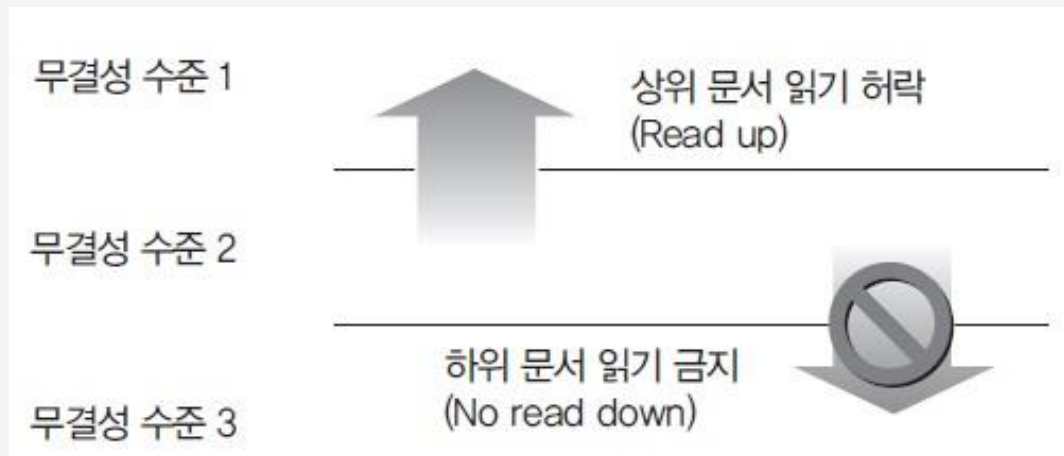 무결성 수준 1
상위 문서 읽기 허락
(Read up)
무결성 수준 2
하위 문서 읽기 금지
(No read down)
무결성 수준 3